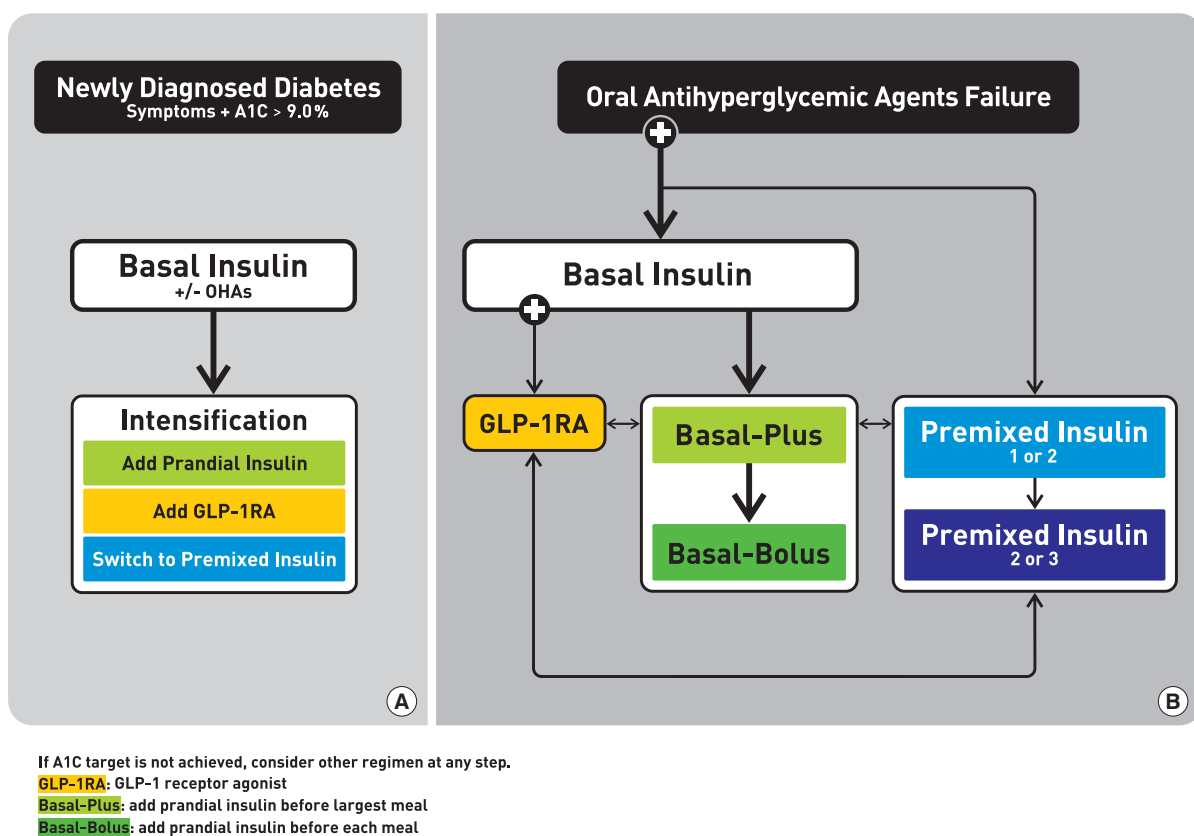 Newly Diagnosed Diabetes
Symptoms + A1C > 9.0%
Basal Insulin
+/- OHAs
Intensification
Add Prandial Insulin
Add GLP-1RA
Switch to Premixed Insulin
A
Oral Antihyperglycemic Agents Failure
Basal Insulin
GLP-1RA
Basal-Plus
Basal-Bolus
Premixed Insulin
1 or 2
Premixed Insulin
2 or 3
B
If A1C target is not achieved, consider other regimen at any step.
GLP-1RA: GLP-1 receptor agonist
Basal-Plus: add prandial insulin before largest meal
Basal-Bolus: add prandial insulin before each meal